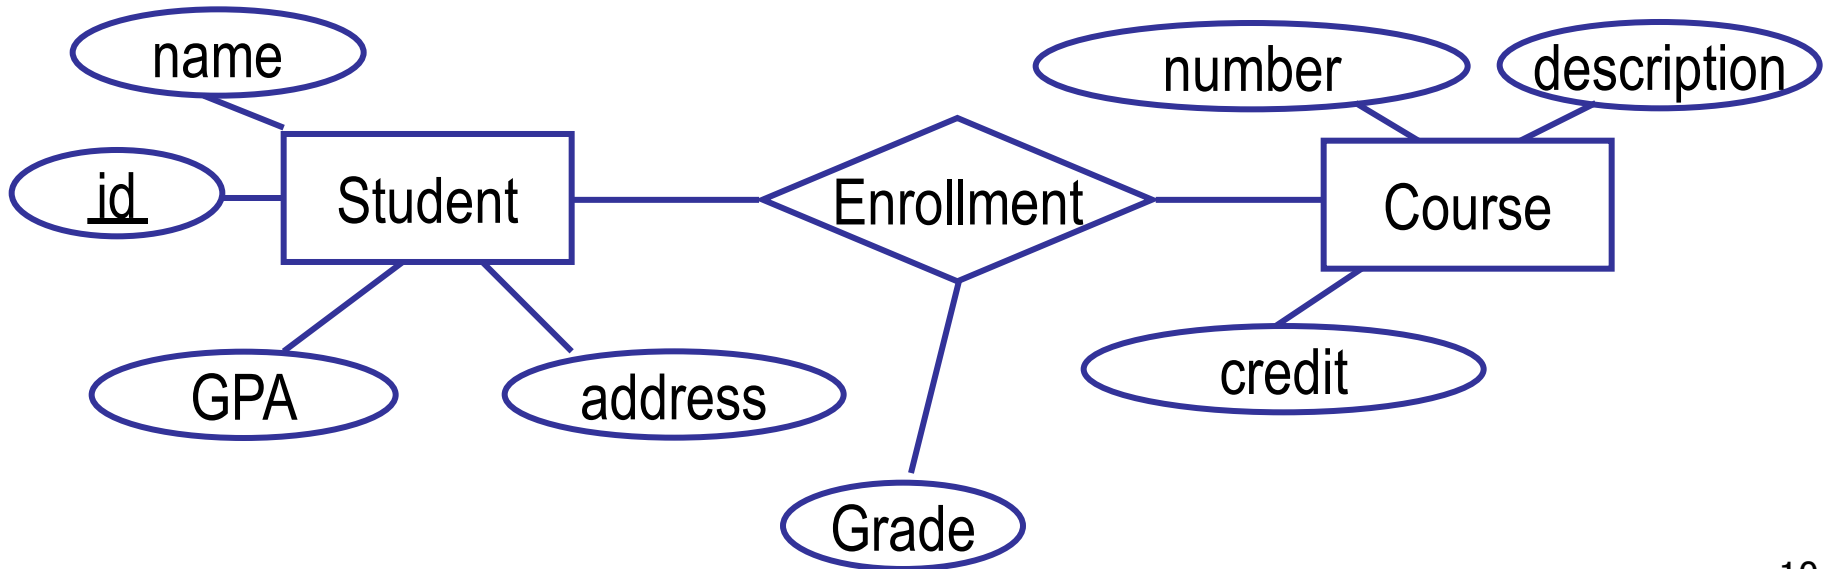 name
number
description
id
Student
Enrollment
Course
GPA
address
credit
Grade